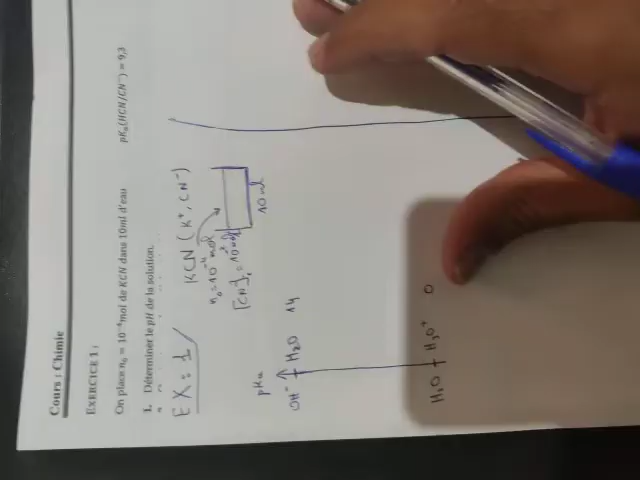 Cours : Chimie
EXERCICE 1 :
On place n₀ = 10⁻⁴mol de KCN dans 10ml d'eau pKₐ(HCN/CN⁻) = 9,3
1. Déterminer le pH de la solution.
EX : 1
KCN (K⁺, CN⁻)
n₀ = 10⁻⁴ mol
10 ml
pKa
OH⁻ H₂O 14
H₂O H₃O⁺ 0